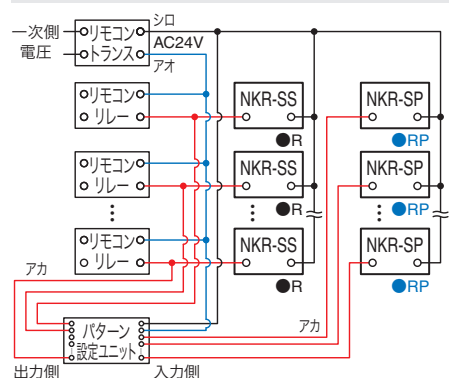 一次側
電圧
リモコン
トランス
シロ
AC24V
アオ
リモコン
リレー
NKR-SS
●R
NKR-SP
●RP
リモコン
リレー
NKR-SS
●R
NKR-SP
●RP
リモコン
リレー
NKR-SS
●R
NKR-SP
●RP
アカ
アカ
パターン
設定ユニット
出力側
入力側